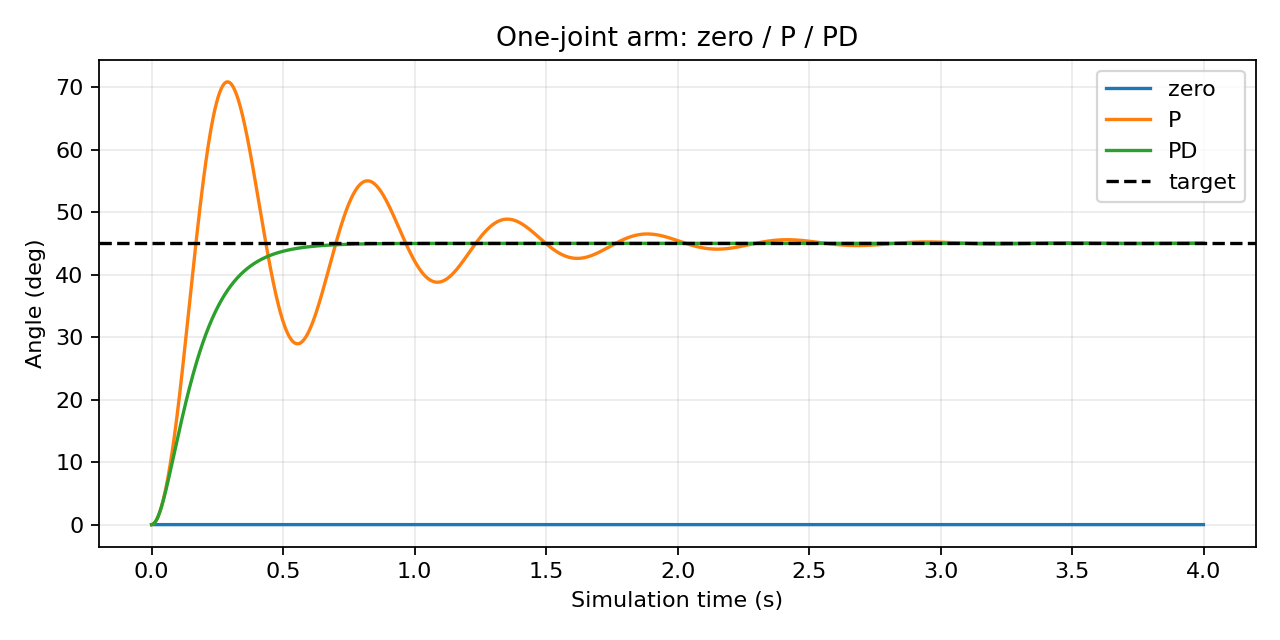 One-joint arm: zero / P / PD
zero
P
PD
target
Angle (deg)
70
60
50
40
30
20
10
0
0.0 0.5 1.0 1.5 2.0 2.5 3.0 3.5 4.0
Simulation time (s)